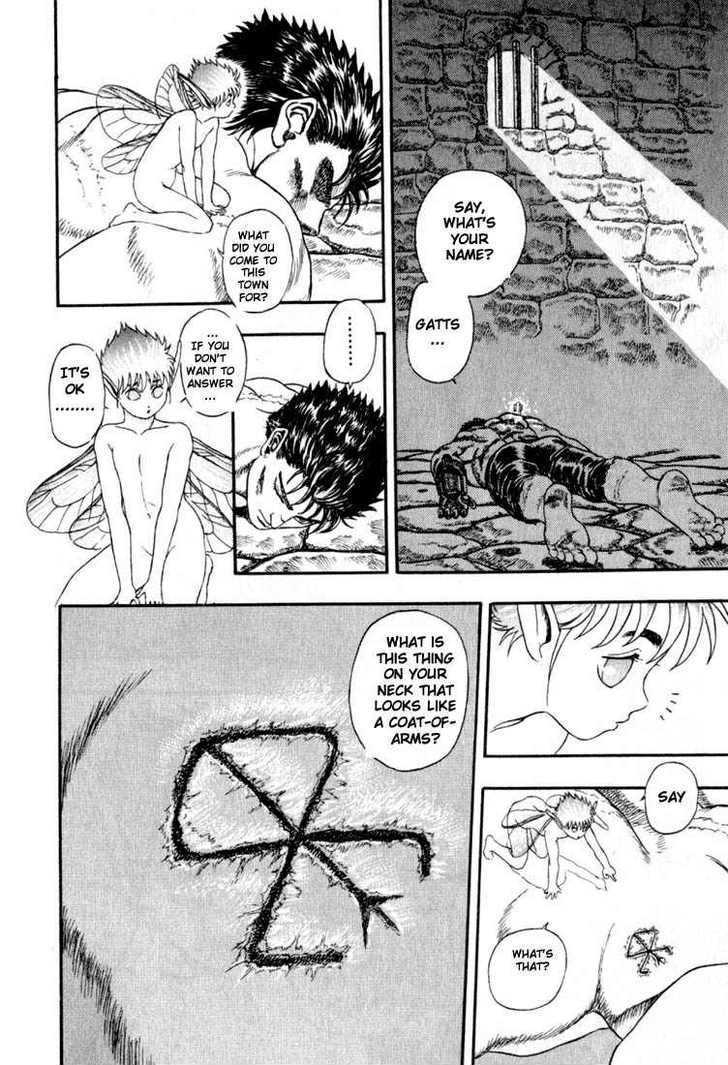 SAY,
WHAT'S
YOUR
NAME?
GATTS
...
WHAT
DID YOU
COME TO
THIS
TOWN
FOR?
........
...
IF YOU
DON'T
WANT TO
ANSWER
...
IT'S
OK
........
SAY
WHAT'S
THAT?
WHAT IS
THIS THING
ON YOUR
NECK THAT
LOOKS LIKE
A COAT-OF-
ARMS?